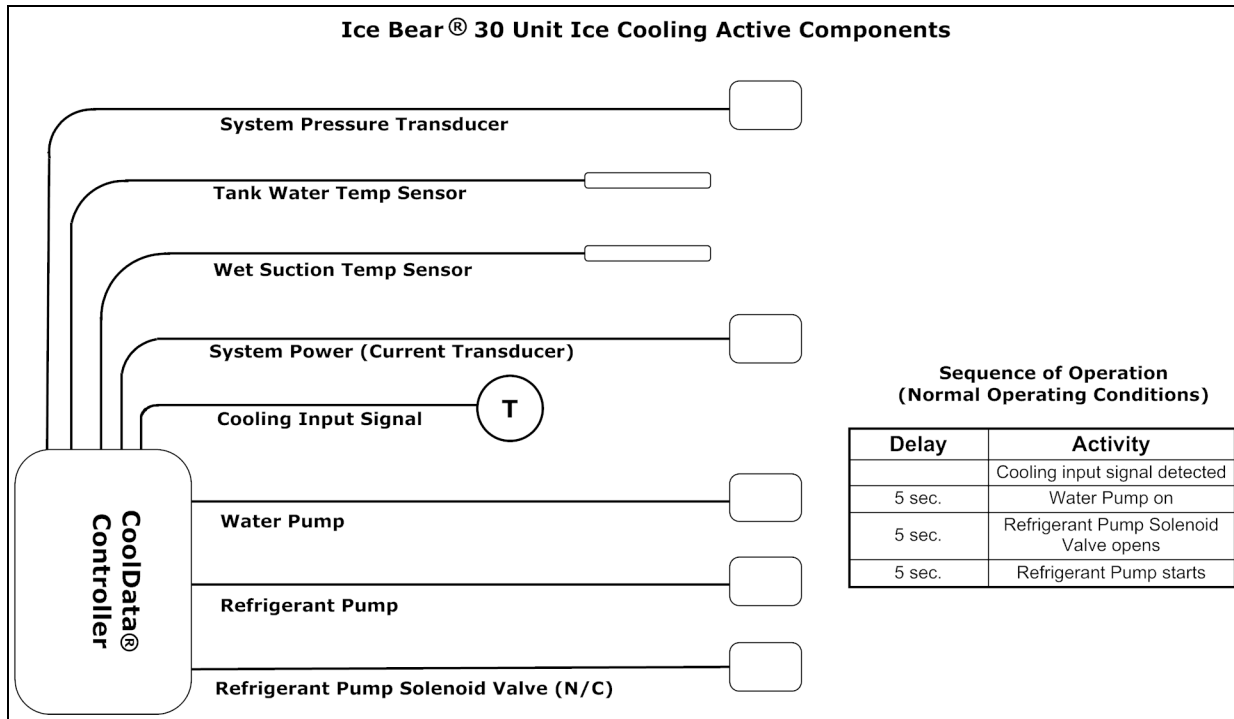 Ice Bear® 30 Unit Ice Cooling Active Components
System Pressure Transducer
Tank Water Temp Sensor
Wet Suction Temp Sensor
System Power (Current Transducer)
Cooling Input Signal
T
CoolData®
Controller
Water Pump
Refrigerant Pump
Refrigerant Pump Solenoid Valve (N/C)
Sequence of Operation
(Normal Operating Conditions)
Delay Activity
Cooling input signal detected
5 sec. Water Pump on
5 sec. Refrigerant Pump Solenoid
Valve opens
5 sec. Refrigerant Pump starts